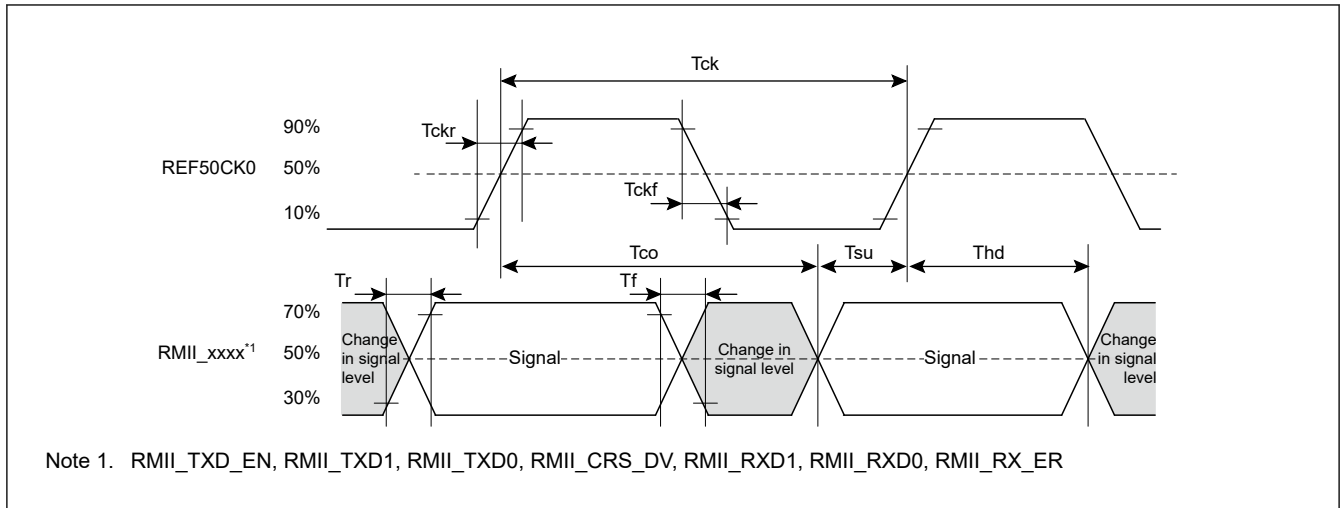 Tck
90%
Tckr
REF50CK0
50%
Tckf
10%
Tco
Tsu
Thd
Tr
Tf
70%
RMII_xxxx*1
50%
30%
Change
in signal
level
Signal
Change in
signal level
Signal
Change
in signal
level
Note 1. RMII_TXD_EN, RMII_TXD1, RMII_TXD0, RMII_CRS_DV, RMII_RXD1, RMII_RXD0, RMII_RX_ER